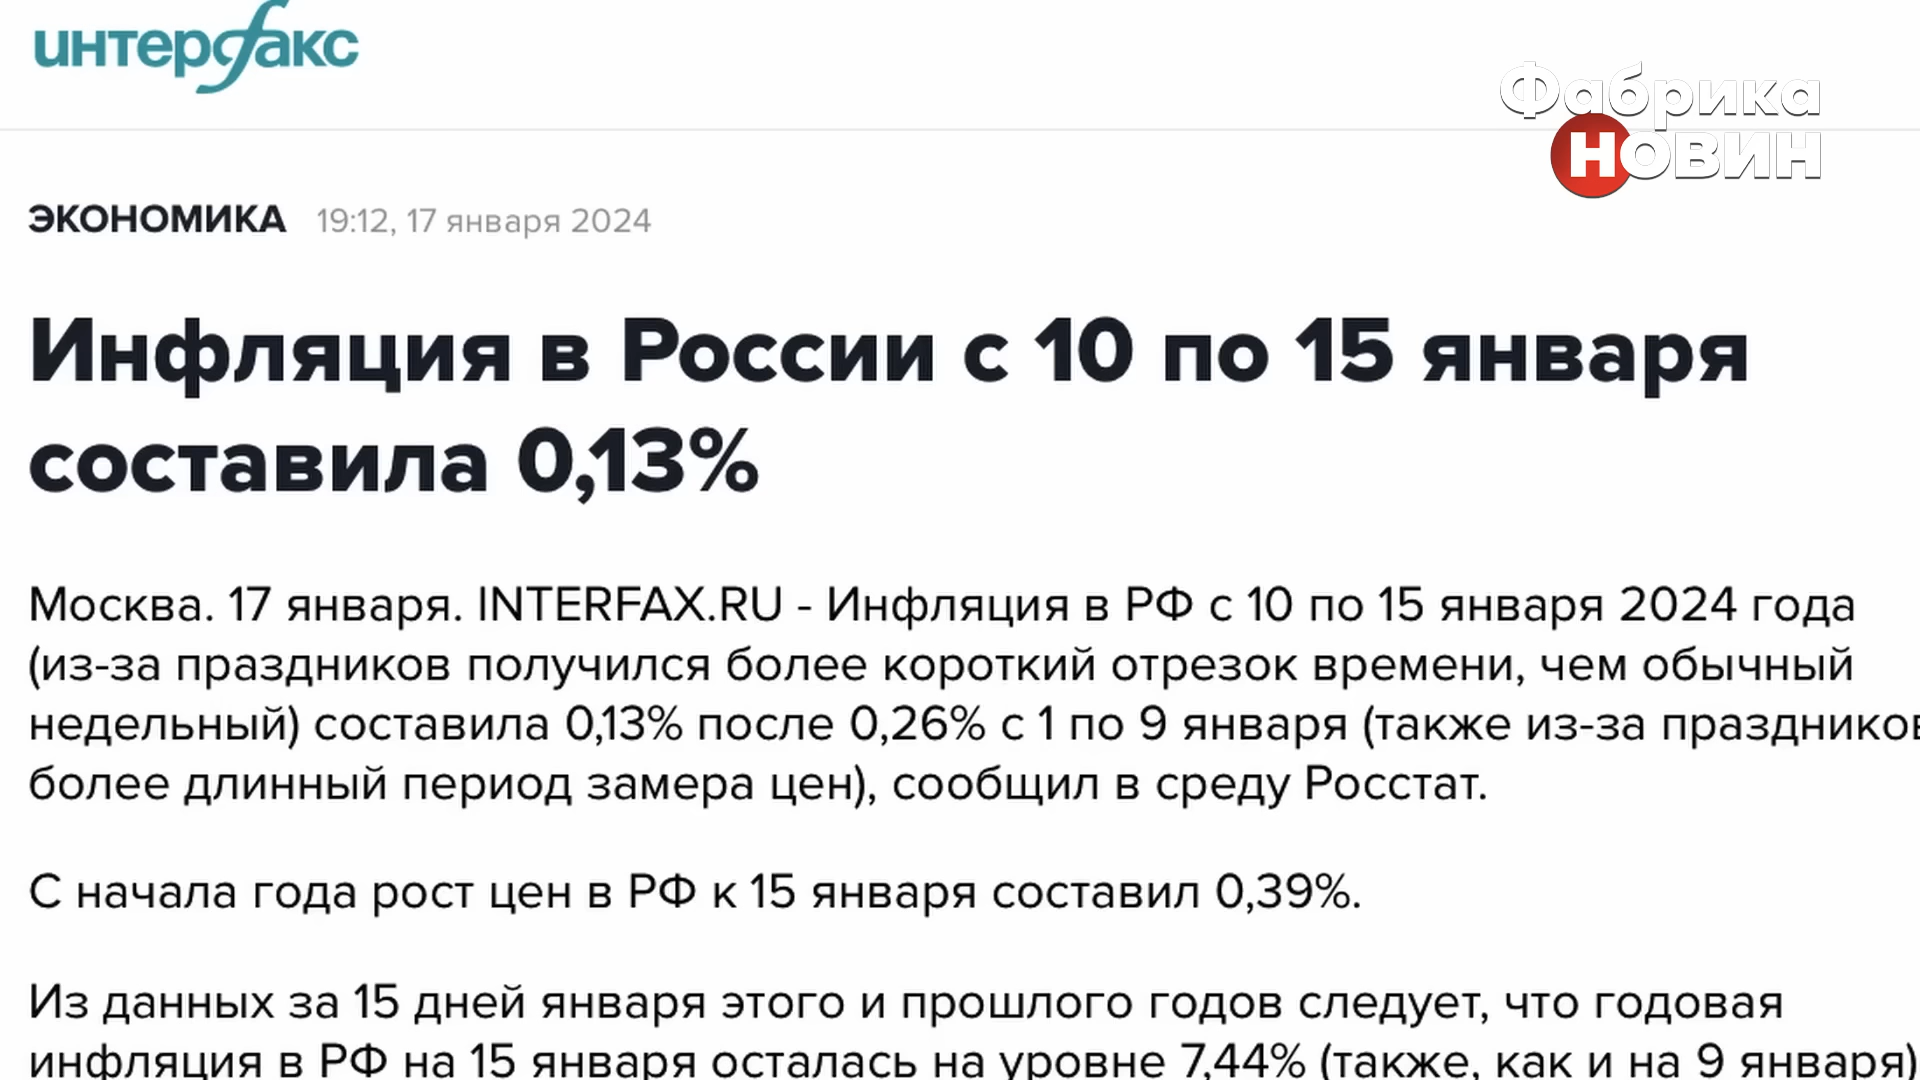 интерфакс
Фабрика
новин
ЭКОНОМИКА 19:12, 17 января 2024
Инфляция в России с 10 по 15 января
составила 0,13%
Москва. 17 января. INTERFAX.RU - Инфляция в РФ с 10 по 15 января 2024 года
(из-за праздников получился более короткий отрезок времени, чем обычный
недельный) составила 0,13% после 0,26% с 1 по 9 января (также из-за праздников
более длинный период замера цен), сообщил в среду Росстат.
С начала года рост цен в РФ к 15 января составил 0,39%.
Из данных за 15 дней января этого и прошлого годов следует, что годовая
инфляция в РФ на 15 января осталась на уровне 7,44% (также, как и на 9 января)